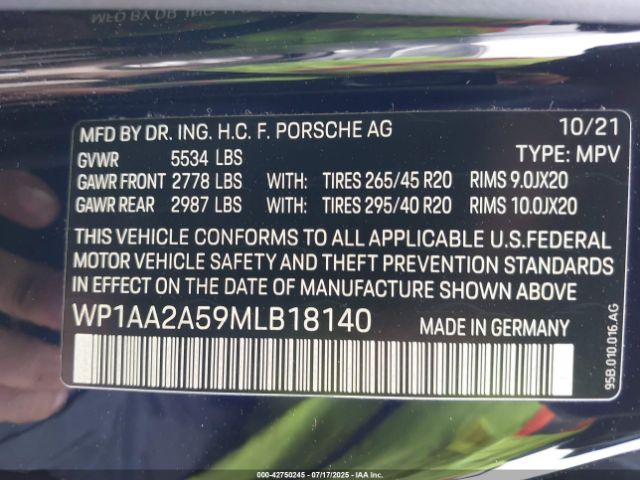 MFD BY DR. ING. H.C. F. PORSCHE AG 10/21
GVWR 5534 LBS TYPE: MPV
GAWR FRONT 2778 LBS WITH: TIRES 265/45 R20 RIMS 9.0JX20
GAWR REAR 2987 LBS WITH: TIRES 295/40 R20 RIMS 10.0JX20
THIS VEHICLE CONFORMS TO ALL APPLICABLE U.S.FEDERAL
MOTOR VEHICLE SAFETY AND THEFT PREVENTION STANDARDS
IN EFFECT ON THE DATE OF MANUFACTURE SHOWN ABOVE
WP1AA2A59MLB18140 MADE IN GERMANY
95B.010.016.AG
000-42750245 - 07/17/2025 - IAA Inc.